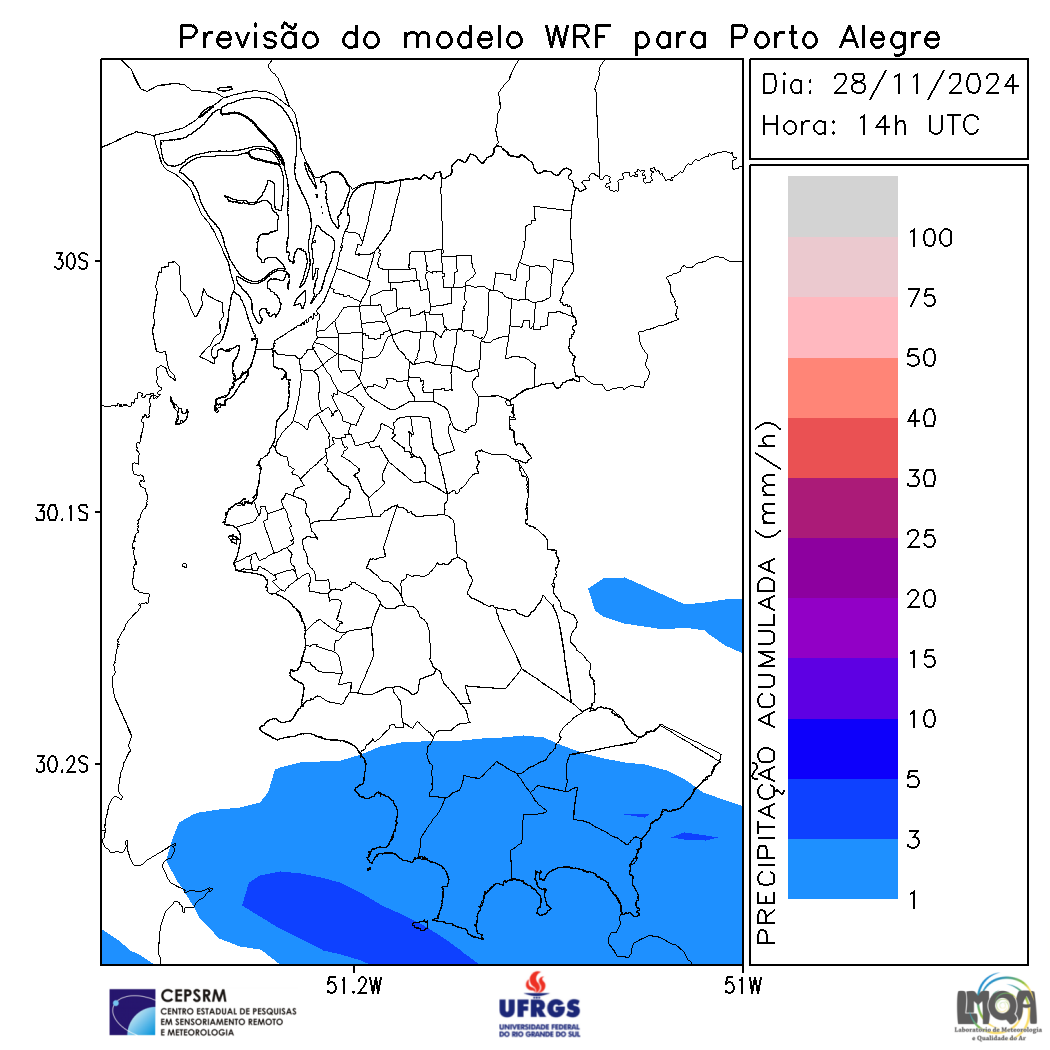 Previsão do modelo WRF para Porto Alegre
Dia: 28/11/2024
Hora: 14h UTC
100
75
50
40
30
25
20
15
10
5
3
1
PRECIPITAÇÃO ACUMULADA (mm/h)
30S
30.1S
30.2S
51.2W
51W
CEPSRM
CENTRO ESTADUAL DE PESQUISAS
EM SENSORIAMENTO REMOTO
E METEOROLOGIA
UFRGS
UNIVERSIDADE FEDERAL
DO RIO GRANDE DO SUL
LMQA
Laboratório de Meteorologia
e Qualidade do Ar